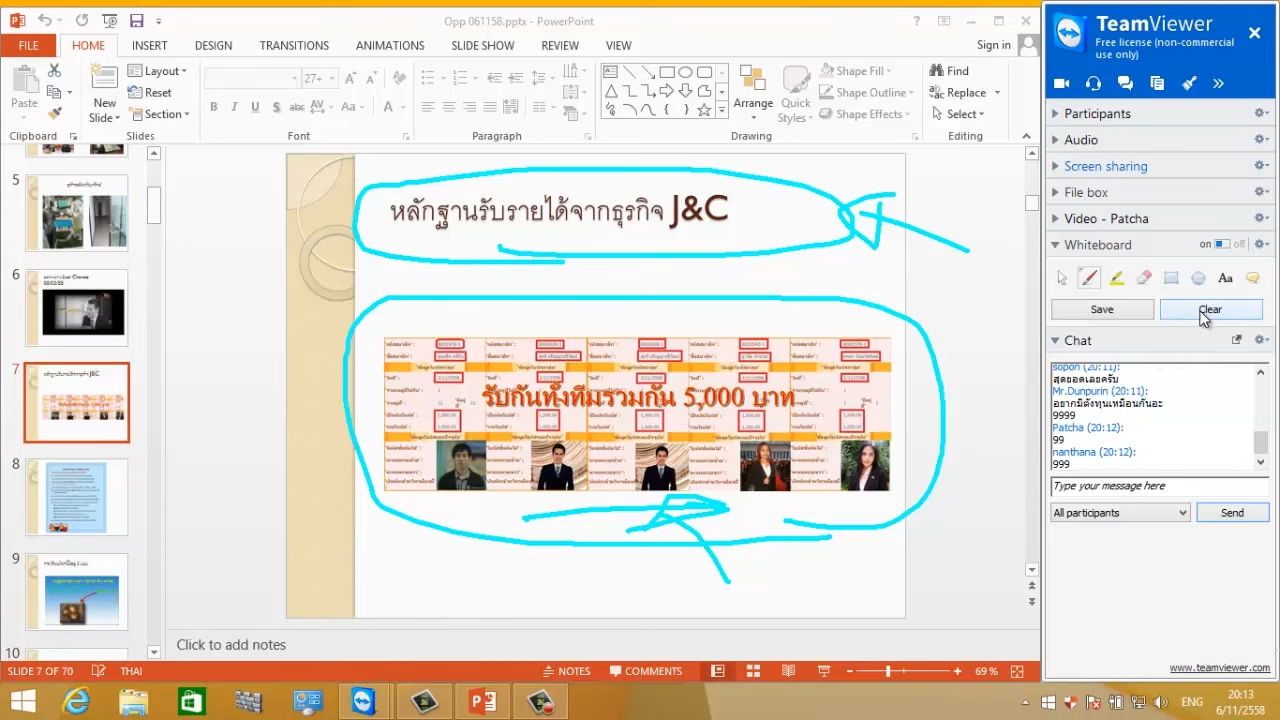 Opp 061158.pptx - PowerPoint
FILE HOME INSERT DESIGN TRANSITIONS ANIMATIONS SLIDE SHOW REVIEW VIEW
Sign in
Paste
New Slide
Layout
Reset
Section
27+
Arrange
Quick Styles
Shape Fill
Shape Outline
Shape Effects
Find
Replace
Select
Clipboard Slides Font Paragraph Drawing Editing
5
6
7
9
10
หลักฐานรับรายได้จากธุรกิจ J&C
รับกันทั้งทีมรวมกัน 5,000 บาท
Click to add notes
SLIDE 7 OF 70 THAI NOTES COMMENTS 69 %
TeamViewer
Free license (non-commercial
use only)
Participants
Audio
Screen sharing
File box
Video - Patcha
Whiteboard on off
Aa
Save Clear
Chat
sopon (20:11):
สุดยอดเลยครับ
Mr.Dunpurin (20:11):
อยากมีตังทุนเหมือนกันอะ
9999
Patcha (20:12):
99
nanthana (20:12):
999
Type your message here
All participants Send
www.teamviewer.com
ENG
20:13
6/11/2558